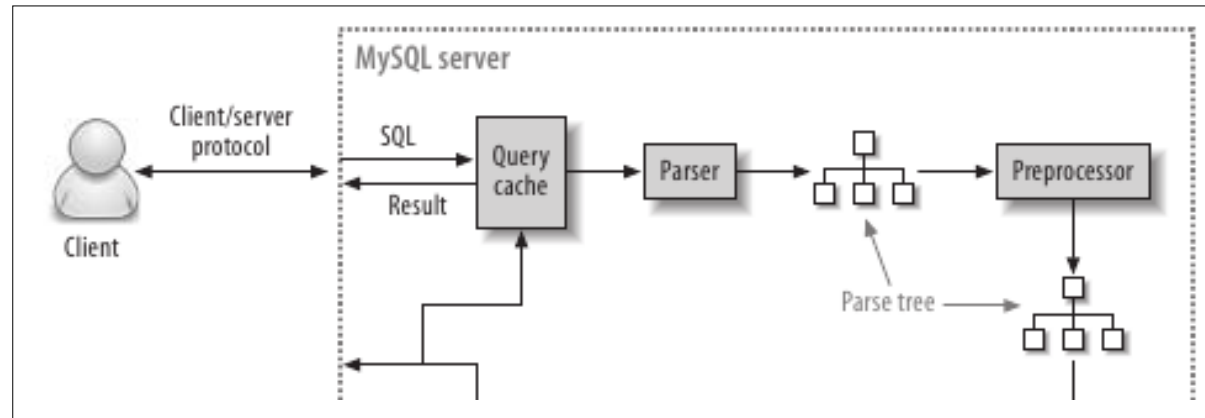 MySQL server
Client/server
protocol
Client
SQL
Result
Query
cache
Parser
Preprocessor
Parse tree